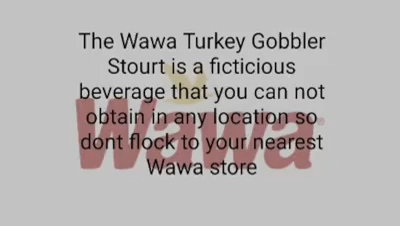 The Wawa Turkey Gobbler
Stourt is a ficticious
beverage that you can not
obtain in any location so
dont flock to your nearest
Wawa store
Wawa®